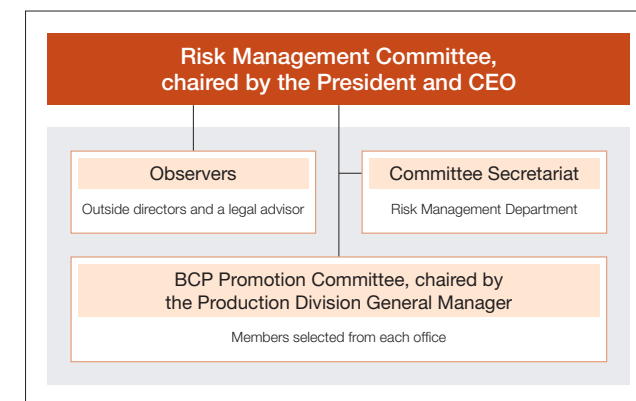 Risk Management Committee,
chaired by the President and CEO
Observers
Outside directors and a legal advisor
Committee Secretariat
Risk Management Department
BCP Promotion Committee, chaired by
the Production Division General Manager
Members selected from each office